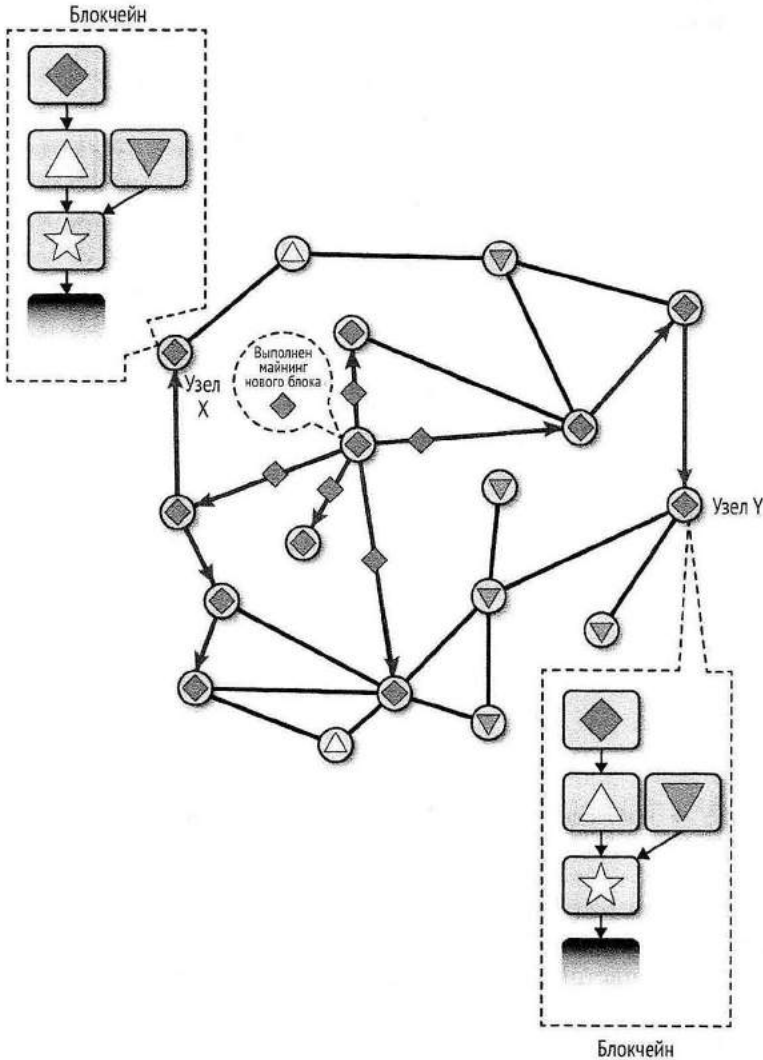 Блокчейн
Выполнен
майнинг
нового блока
Узел
X
Узел Y
Блокчейн